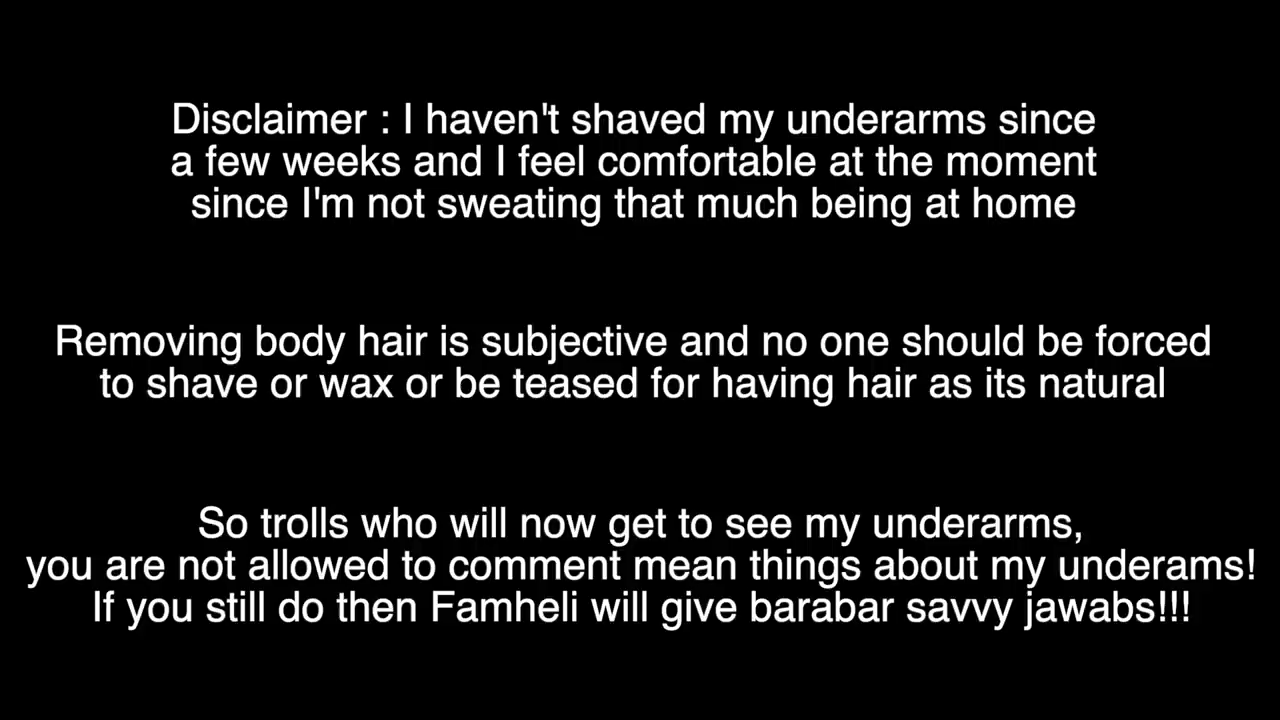 Disclaimer : I haven't shaved my underarms since
a few weeks and I feel comfortable at the moment
since I'm not sweating that much being at home
Removing body hair is subjective and no one should be forced
to shave or wax or be teased for having hair as its natural
So trolls who will now get to see my underarms,
you are not allowed to comment mean things about my underams!
If you still do then Famheli will give barabar savvy jawabs!!!